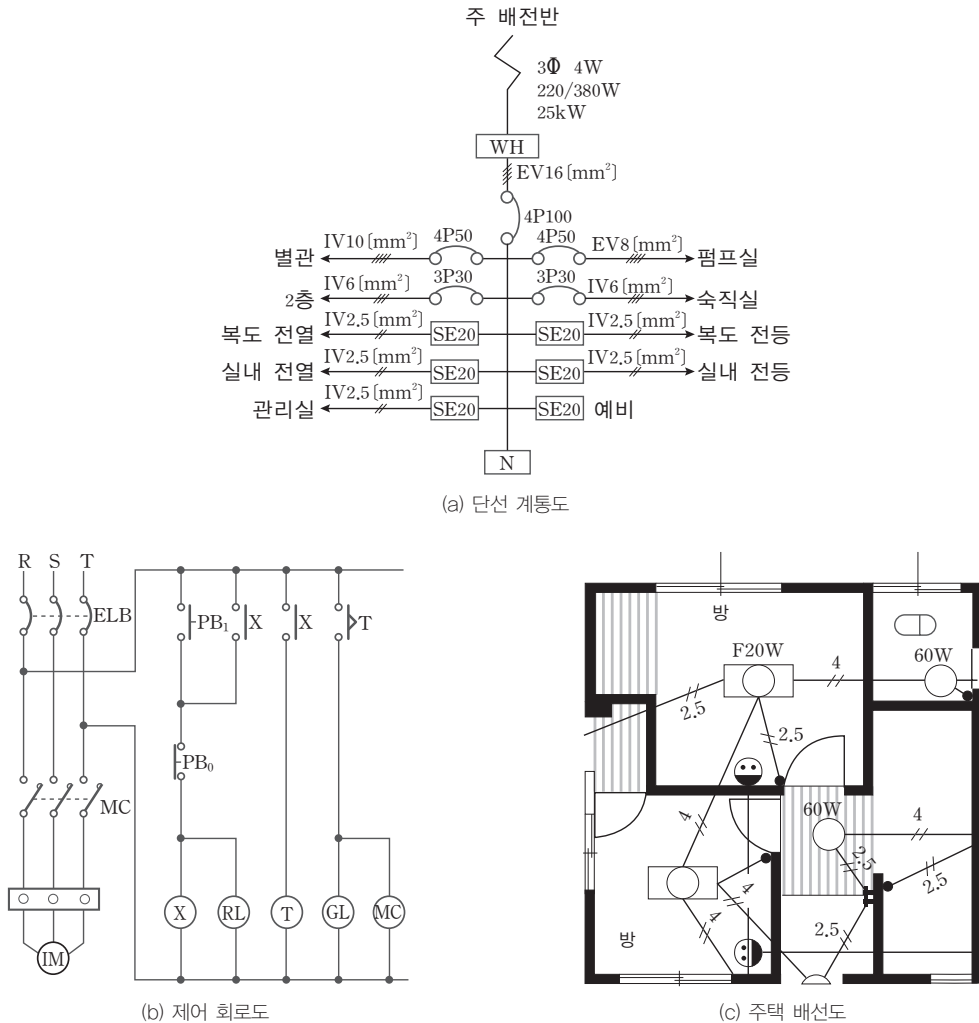 주 배전반
3Φ 4W
220/380W
25kW
WH
EV16[mm²]
4P100
별관 IV10[mm²] 4P50 4P50 EV8[mm²] 펌프실
2층 IV6[mm²] 3P30 3P30 IV6[mm²] 숙직실
복도 전열 IV2.5[mm²] SE20 SE20 IV2.5[mm²] 복도 전등
실내 전열 IV2.5[mm²] SE20 SE20 IV2.5[mm²] 실내 전등
관리실 IV2.5[mm²] SE20 SE20 예비
N
(a) 단선 계통도
R S T
ELB
PB₁ X X T
PB₀
MC
X RL T GL MC
IM
(b) 제어 회로도
방
F20W
4
60W
2.5
2.5
60W
4
4
2.5
2.5
4
4
방
2.5
(c) 주택 배선도